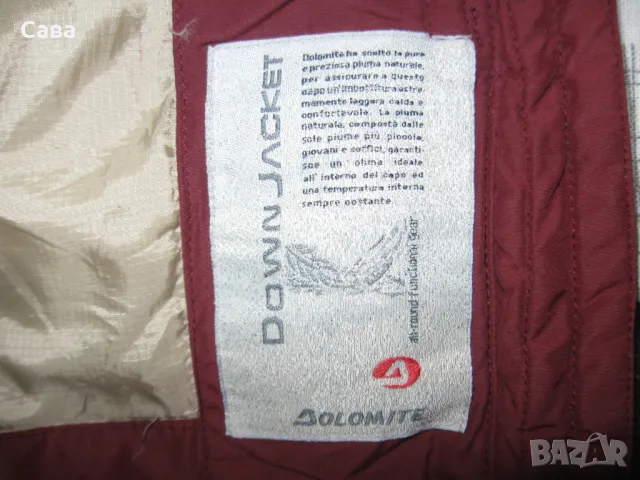 Сава
Dolomite ha scelto la pura
e preziosa piuma naturale,
per assicurare a questo
capo un'imbottitura estre-
mamente leggera calda e
confortevole. La piuma
naturale, composta dalle
sole piume più piccole,
giovani e soffici, garanti-
sce un clima ideale
all'interno del capo ed
una temperatura interna
sempre costante.
DOWN JACKET
all-round functional gear
DOLOMITE
BAZAR.bg